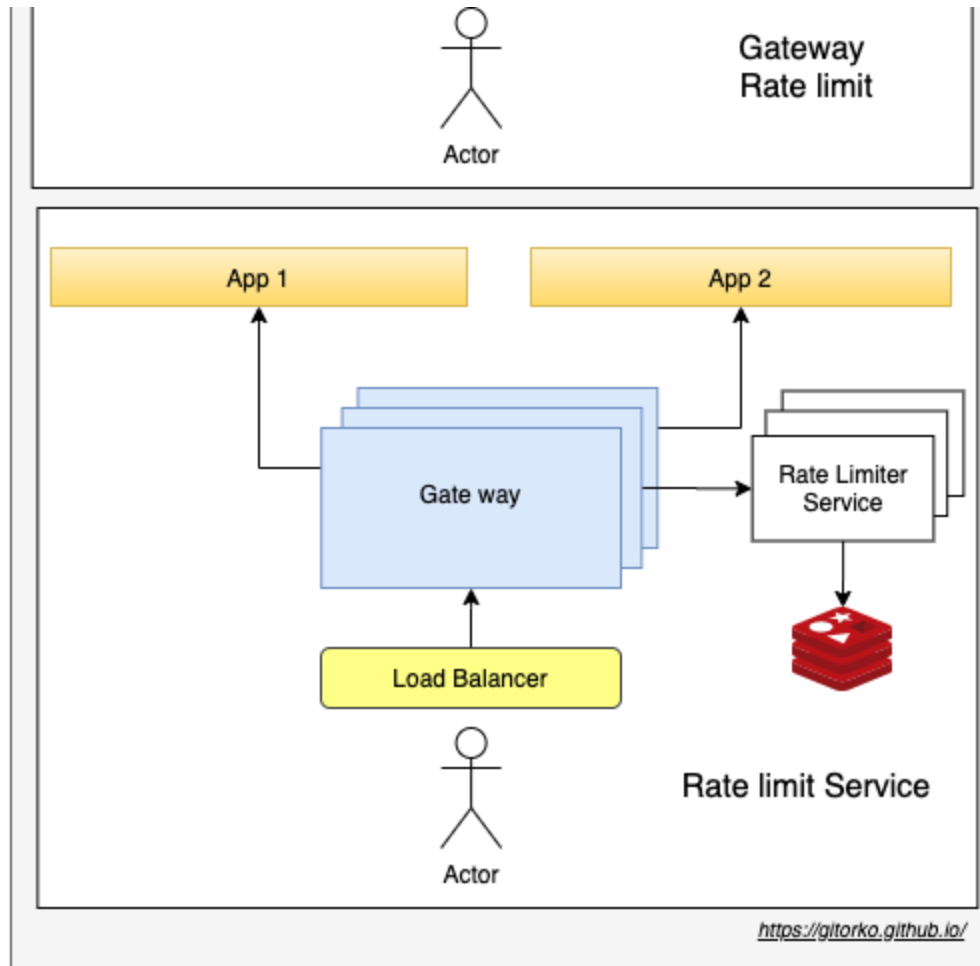 Gateway
Rate limit
Actor
App 1
App 2
Gate way
Rate Limiter
Service
Load Balancer
Rate limit Service
Actor
https://gitorko.github.io/